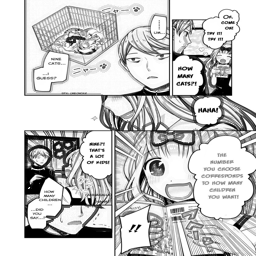 OH,
COME
ON!
TRY IT!
TRY IT!
UM...
NINE
CATS...
...I
GUESS?
HOW
MANY
CATS?!
HAHA!
THE
NUMBER
YOU CHOOSE
CORRESPONDS
TO HOW MANY
CHILDREN
YOU WANT!
NINE?!
THAT'S
A LOT
OF KIDS!
HOW MANY
CHILDREN...
...DID
YOU
SAY...
!!